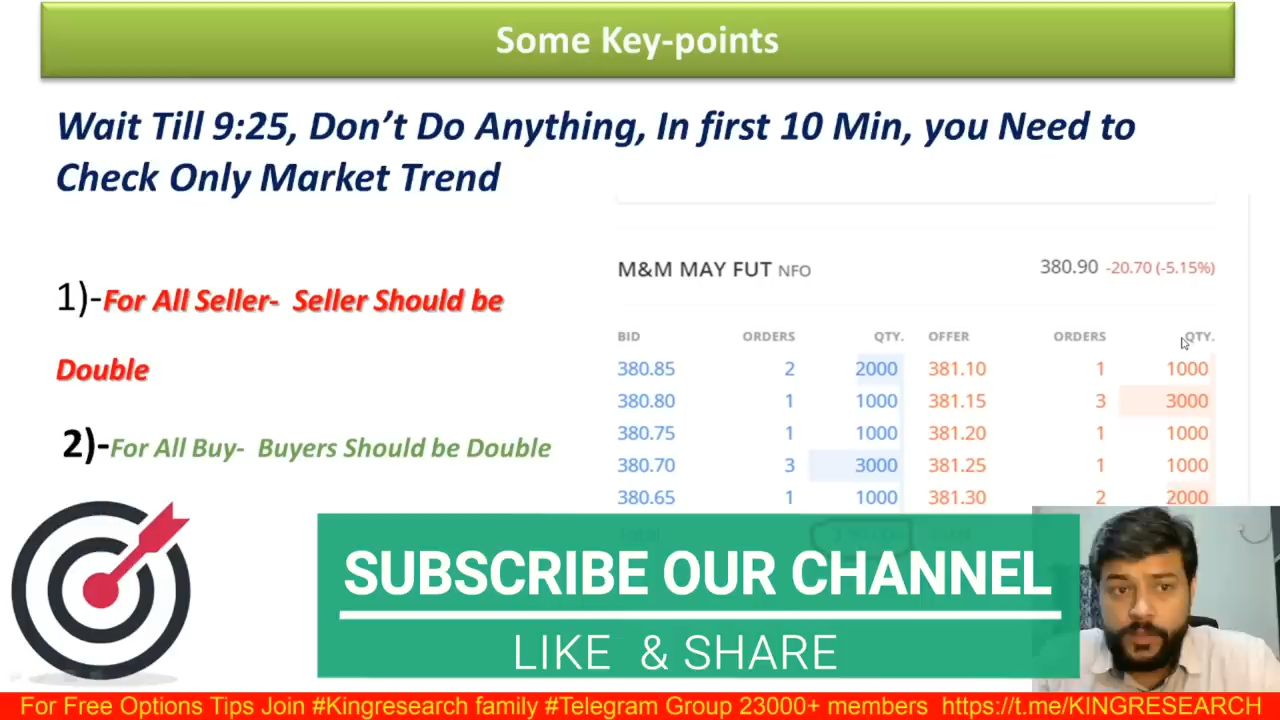 Some Key-points
Wait Till 9:25, Don't Do Anything, In first 10 Min, you Need to
Check Only Market Trend
1)-For All Seller- Seller Should be
Double
2)-For All Buy- Buyers Should be Double
M&M MAY FUT NFO 380.90 -20.70 (-5.15%)
BID ORDERS QTY. OFFER ORDERS QTY.
380.85 2 2000 381.10 1 1000
380.80 1 1000 381.15 3 3000
380.75 1 1000 381.20 1 1000
380.70 3 3000 381.25 1 1000
380.65 1 1000 381.30 2 2000
SUBSCRIBE OUR CHANNEL
LIKE & SHARE
For Free Options Tips Join #Kingresearch family #Telegram Group 23000+ members https://t.me/KINGRESEARCH